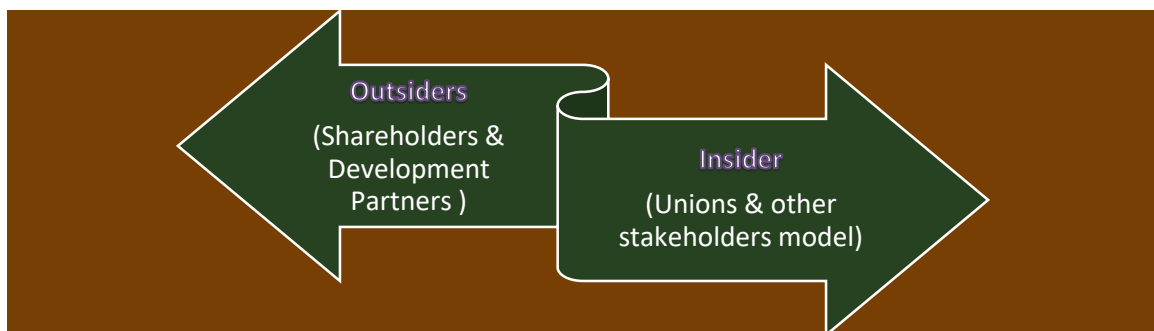 Outsiders
(Shareholders &
Development
Partners )
Insider
(Unions & other
stakeholders model)